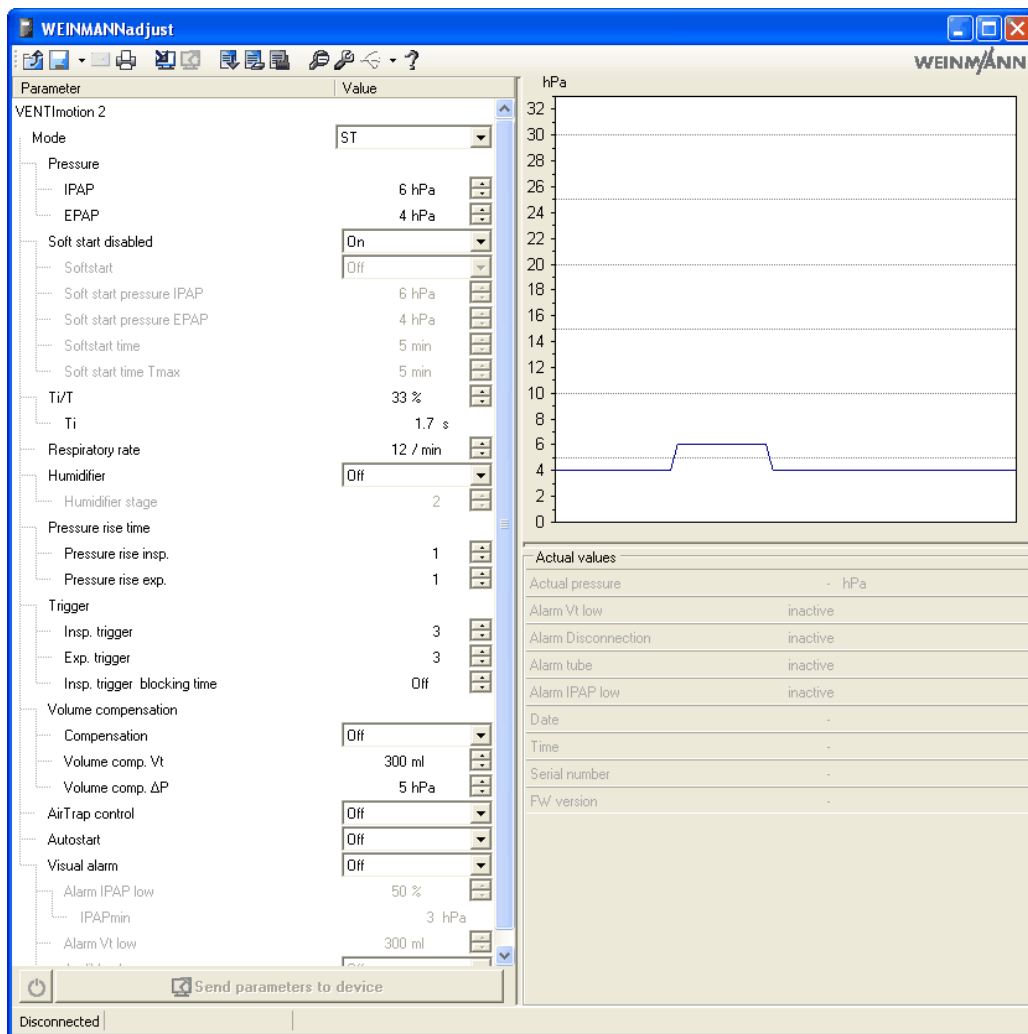 WEINMANNadjust
WEINMANN
Parameter Value
VENTImotion 2
Mode ST
Pressure
IPAP 6 hPa
EPAP 4 hPa
Soft start disabled On
Softstart Off
Soft start pressure IPAP 6 hPa
Soft start pressure EPAP 4 hPa
Softstart time 5 min
Soft start time Tmax 5 min
Ti/T 33 %
Ti 1.7 s
Respiratory rate 12 / min
Humidifier Off
Humidifier stage 2
Pressure rise time
Pressure rise insp. 1
Pressure rise exp. 1
Trigger
Insp. trigger 3
Exp. trigger 3
Insp. trigger blocking time Off
Volume compensation
Compensation Off
Volume comp. Vt 300 ml
Volume comp. ΔP 5 hPa
AirTrap control Off
Autostart Off
Visual alarm Off
Alarm IPAP low 50 %
IPAPmin 3 hPa
Alarm Vt low 300 ml
Send parameters to device
Disconnected
hPa
32
30
28
26
24
22
20
18
16
14
12
10
8
6
4
2
0
Actual values
Actual pressure - hPa
Alarm Vt low inactive
Alarm Disconnection inactive
Alarm tube inactive
Alarm IPAP low inactive
Date -
Time -
Serial number -
FW version -